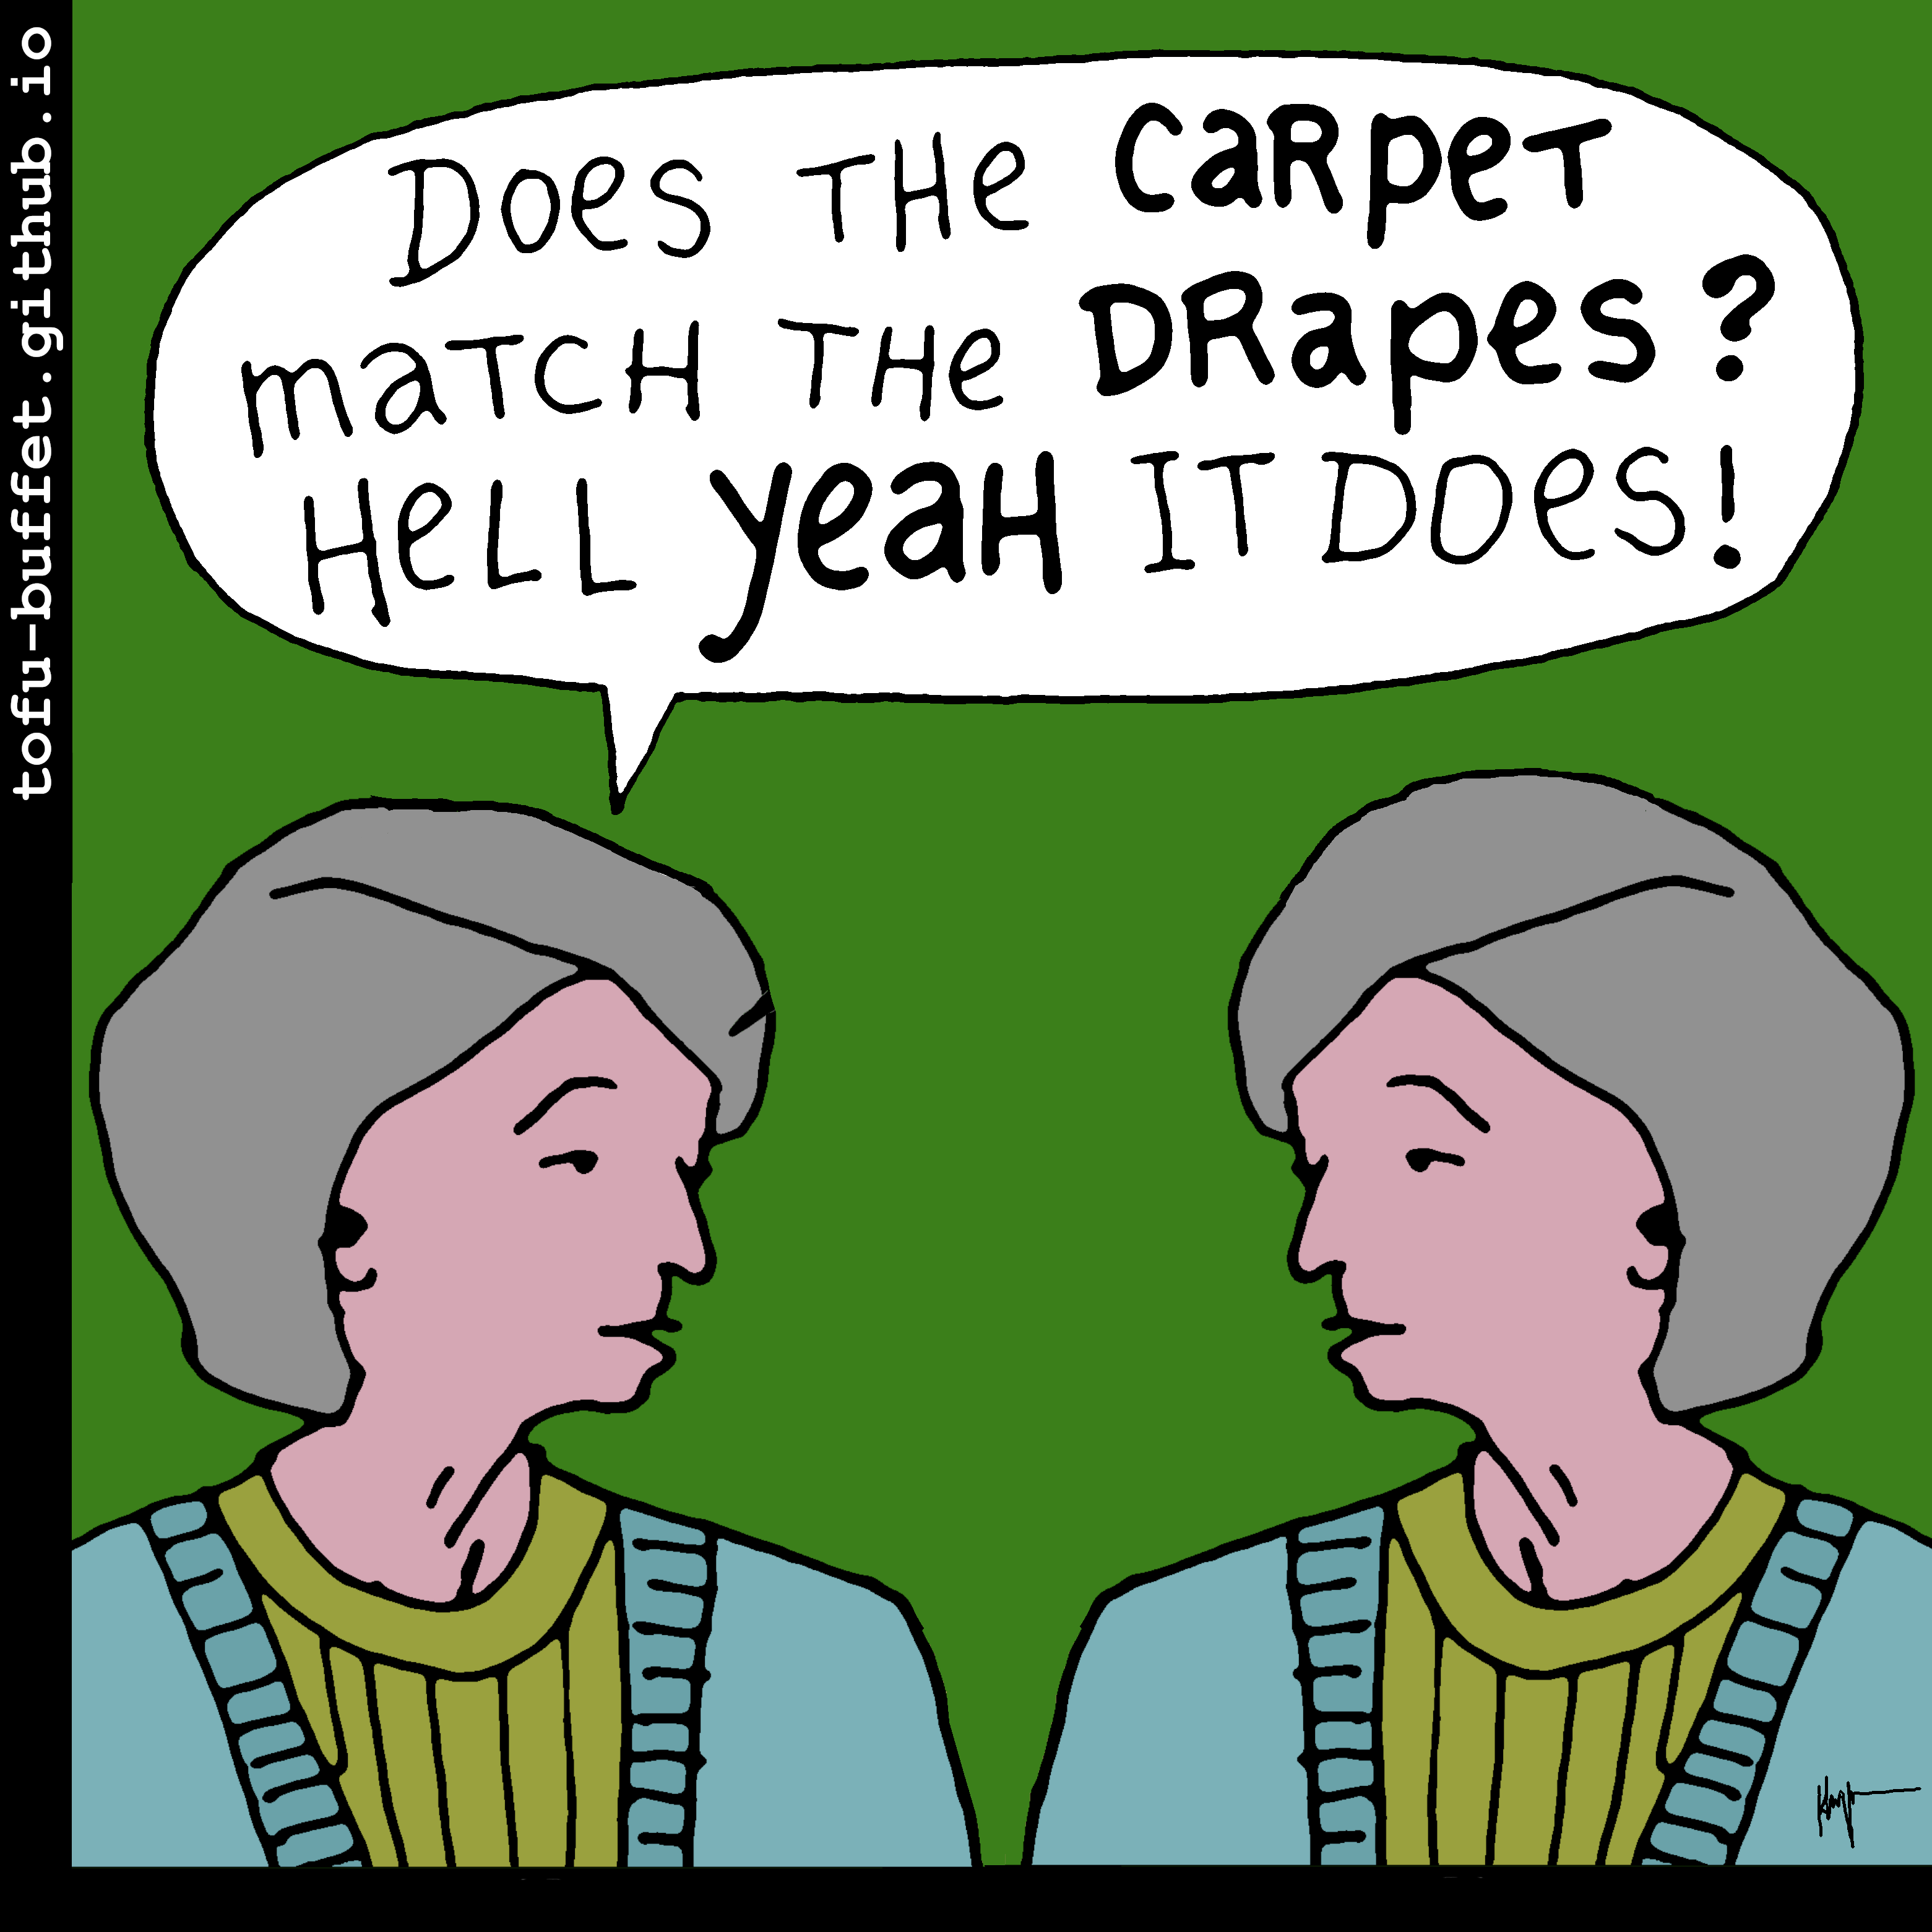 tofu-buffet.github.io
Does THe CaRpeT
maTCH THe DRapes?
HeLL yeaH IT DOes!